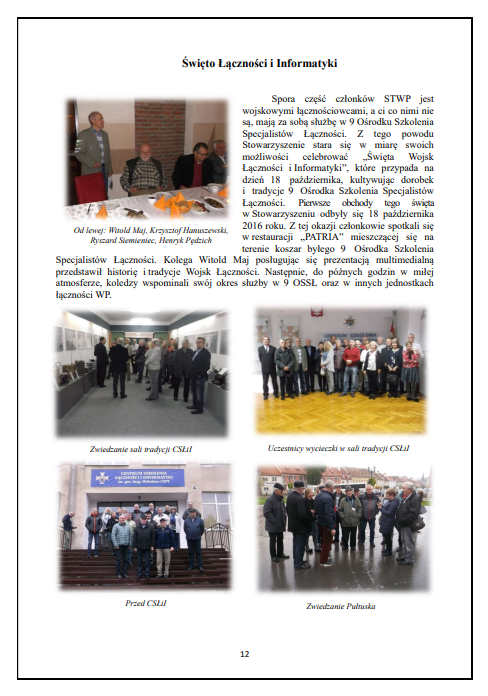 Święto Łączności i Informatyki
Spora część członków STWP jest
wojskowymi łącznościowcami, a ci co nimi nie
są, mają za sobą służbę w 9 Ośrodku Szkolenia
Specjalistów Łączności. Z tego powodu
Stowarzyszenie stara się w miarę swoich
możliwości celebrować „Święta Wojsk
Łączności i Informatyki”, które przypada na
dzień 18 października, kultywując dorobek
i tradycje 9 Ośrodka Szkolenia Specjalistów
Łączności. Pierwsze obchody tego święta
w Stowarzyszeniu odbyły się 18 października
2016 roku. Z tej okazji członkowie spotkali się
w restauracji „PATRIA” mieszczącej się na
terenie koszar byłego 9 Ośrodka Szkolenia
Od lewej: Witold Maj, Krzysztof Hanuszewski,
Ryszard Siemieniec, Henryk Pędzich
Specjalistów Łączności. Kolega Witold Maj posługując się prezentacją multimedialną
przedstawił historię i tradycje Wojsk Łączności. Następnie, do późnych godzin w miłej
atmosferze, koledzy wspominali swój okres służby w 9 OSSŁ oraz w innych jednostkach
łączności WP.
Zwiedzanie sali tradycji CSŁiI
Uczestnicy wycieczki w sali tradycji CSŁiI
CENTRUM SZKOLENIA
ŁĄCZNOŚCI I INFORMATYKI
Przed CSŁiI
Zwiedzanie Pułtuska
12